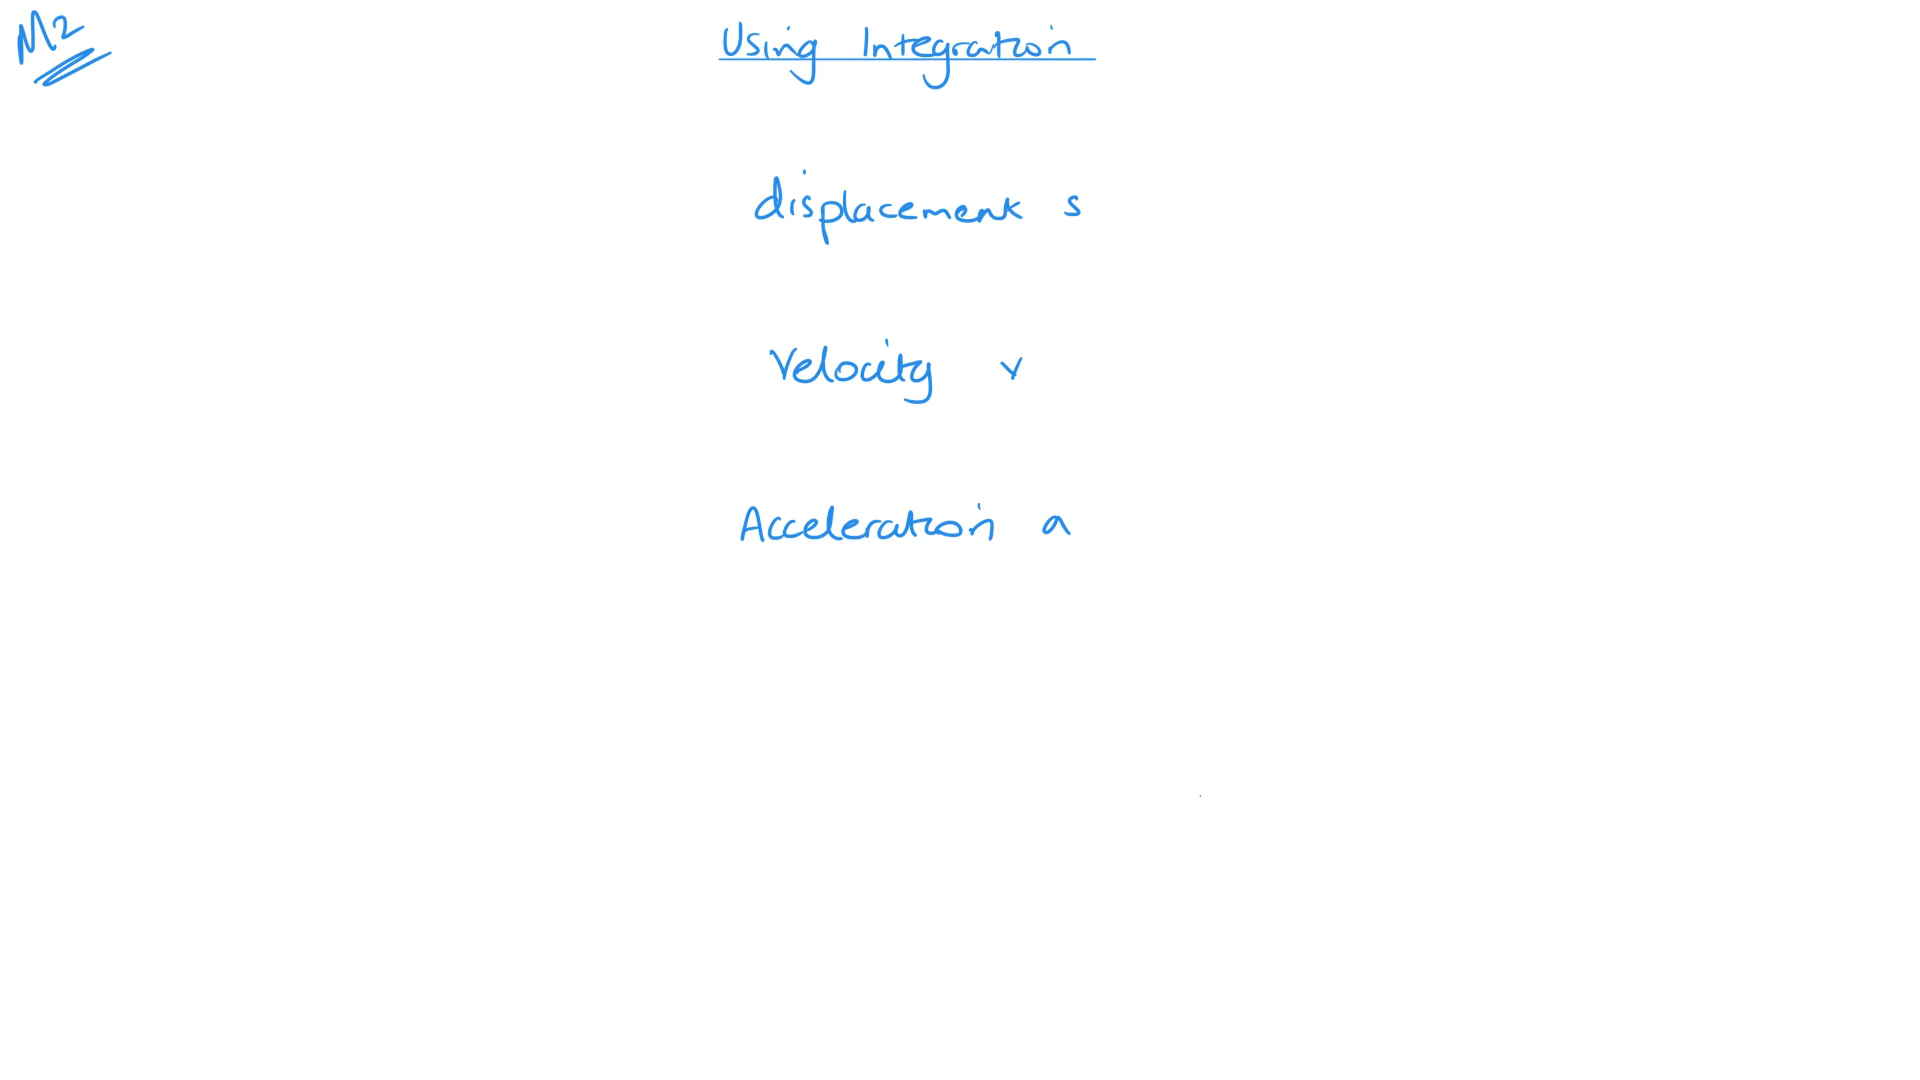 M2
Using Integration
displacement s
Velocity v
Acceleration a